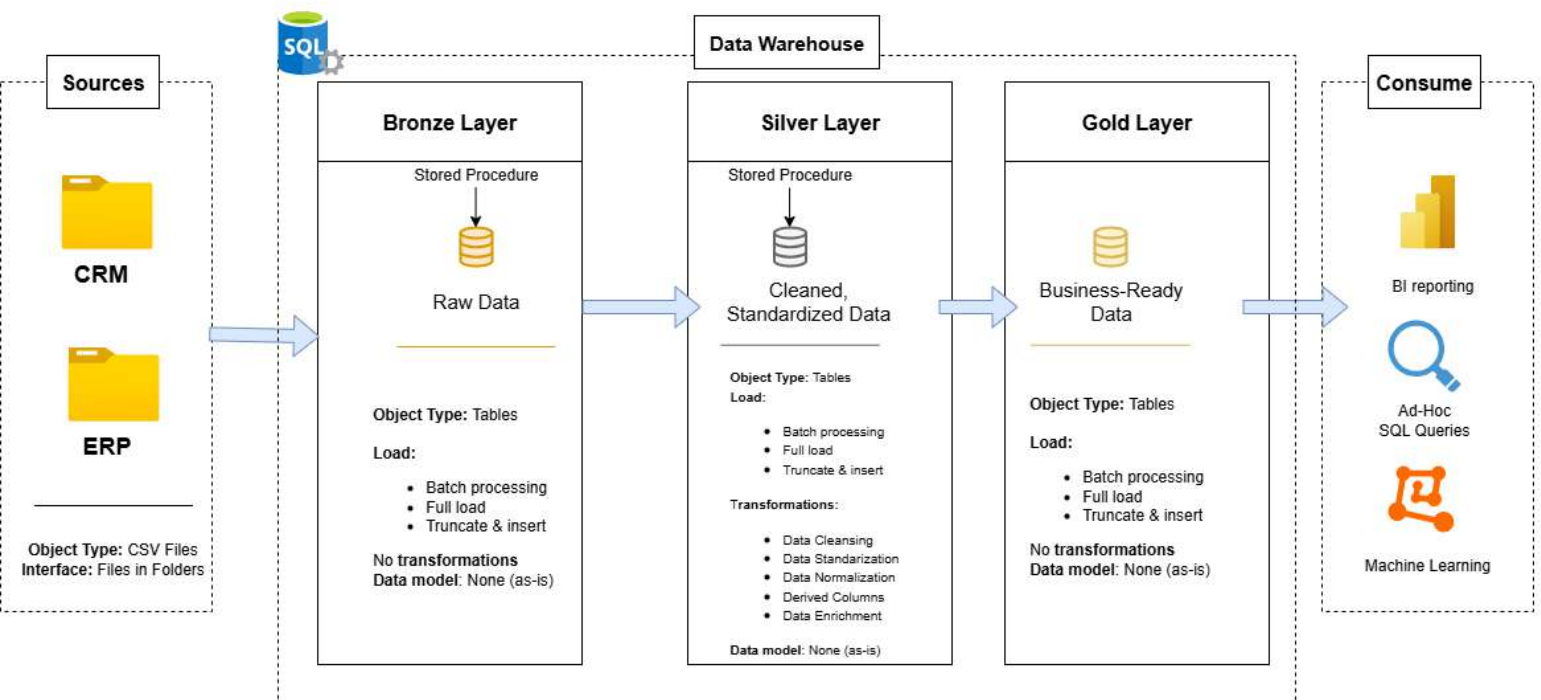 SQL
Data Warehouse
Sources
CRM
ERP
Object Type: CSV Files
Interface: Files in Folders
Bronze Layer
Stored Procedure
Raw Data
Object Type: Tables
Load:
• Batch processing
• Full load
• Truncate & insert
No transformations
Data model: None (as-is)
Silver Layer
Stored Procedure
Cleaned,
Standardized Data
Object Type: Tables
Load:
• Batch processing
• Full load
• Truncate & insert
Transformations:
• Data Cleansing
• Data Standarization
• Data Normalization
• Derived Columns
• Data Enrichment
Data model: None (as-is)
Gold Layer
Business-Ready
Data
Object Type: Tables
Load:
• Batch processing
• Full load
• Truncate & insert
No transformations
Data model: None (as-is)
Consume
BI reporting
Ad-Hoc
SQL Queries
Machine Learning